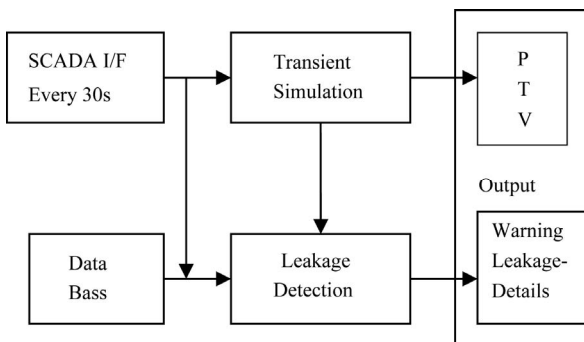 SCADA I/F
Every 30s
Transient
Simulation
P
T
V
Output
Data
Bass
Leakage
Detection
Warning
Leakage-
Details